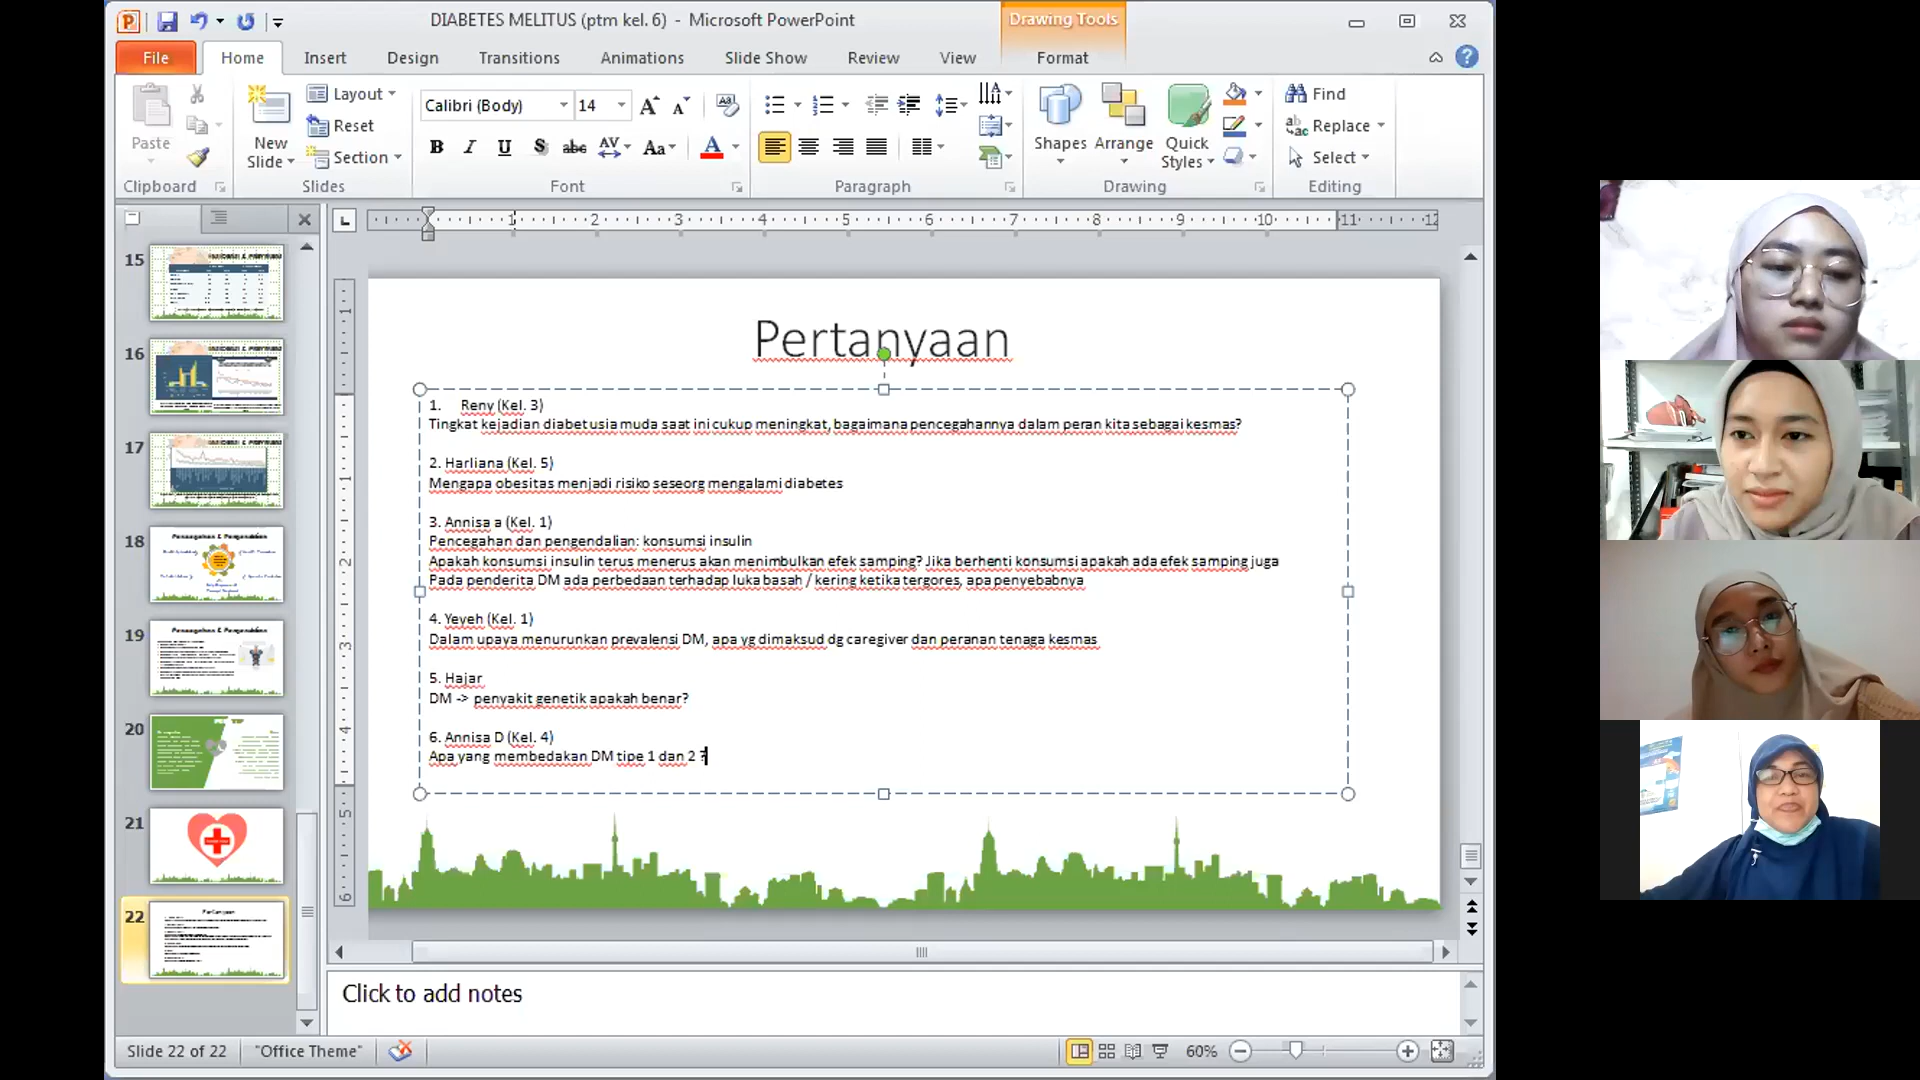 DIABETES MELITUS (ptm kel. 6) - Microsoft PowerPoint
Drawing Tools
File Home Insert Design Transitions Animations Slide Show Review View Format
Paste
Clipboard
New Slide
Layout
Reset
Section
Slides
Calibri (Body) 14
Font
Paragraph
Shapes
Arrange
Quick Styles
Drawing
Find
Replace
Select
Editing
15
16
17
18
19
20
21
22
Pertanyaan
1. Reny (Kel. 3)
Tingkat kejadian diabet usia muda saat ini cukup meningkat, bagaimana pencegahannya dalam peran kita sebagai kesmas?
2. Harliana (Kel. 5)
Mengapa obesitas menjadi risiko seseorg mengalami diabetes
3. Annisa a (Kel. 1)
Pencegahan dan pengendalian: konsumsi insulin
Apakah konsumsi insulin terus menerus akan menimbulkan efek samping? Jika berhenti konsumsi apakah ada efek samping juga
Pada penderita DM ada perbedaan terhadap luka basah / kering ketika tergores, apa penyebabnya
4. Yeyeh (Kel. 1)
Dalam upaya menurunkan prevalensi DM, apa yg dimaksud dg caregiver dan peranan tenaga kesmas
5. Hajar
DM -> penyakit genetik apakah benar?
6. Annisa D (Kel. 4)
Apa yang membedakan DM tipe 1 dan 2 ?
Click to add notes
Slide 22 of 22
"Office Theme"
60%